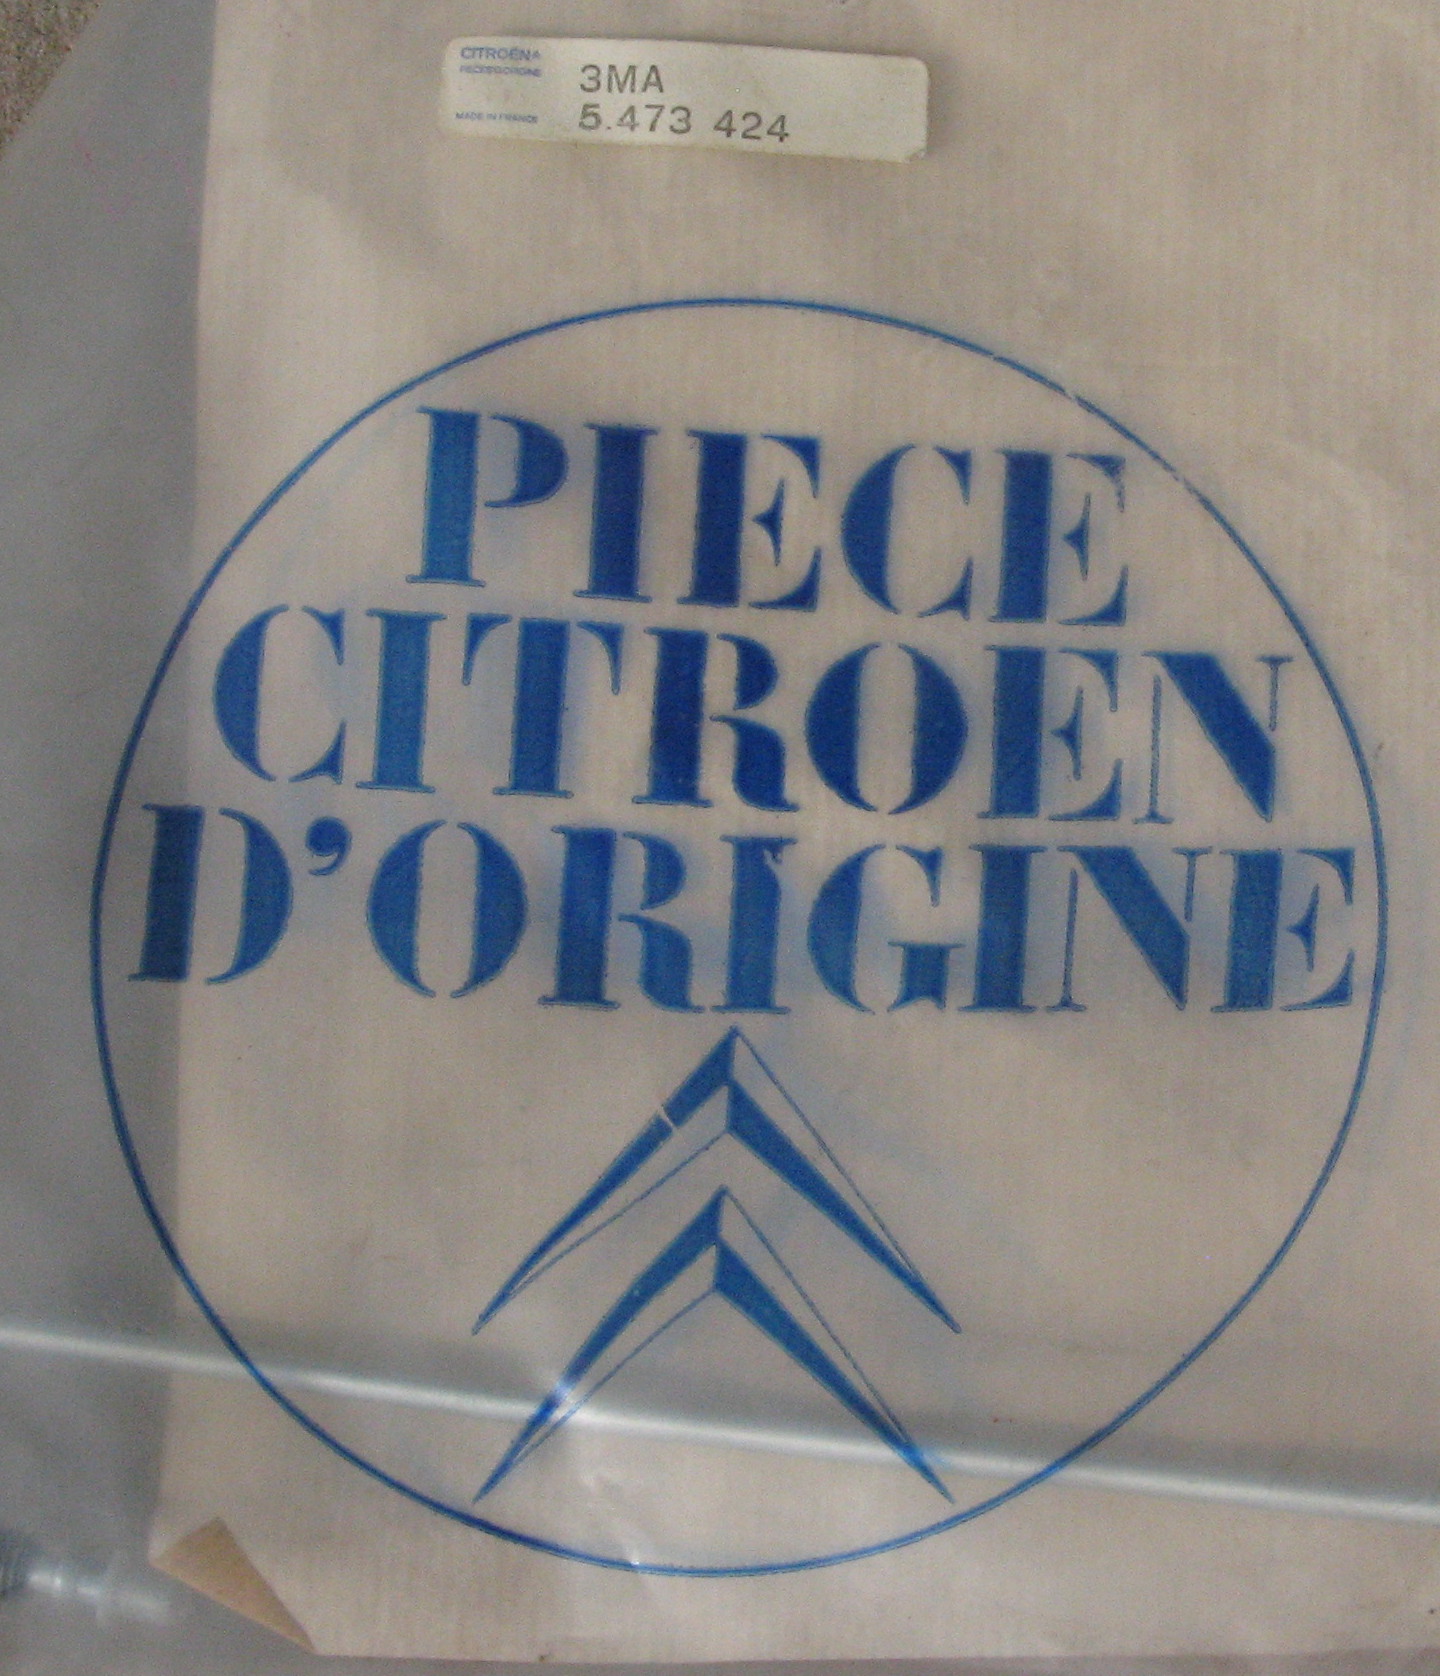 CITROËN
3MA
MADE IN FRANCE
5.473 424
PIECE
CITROEN
D'ORIGINE